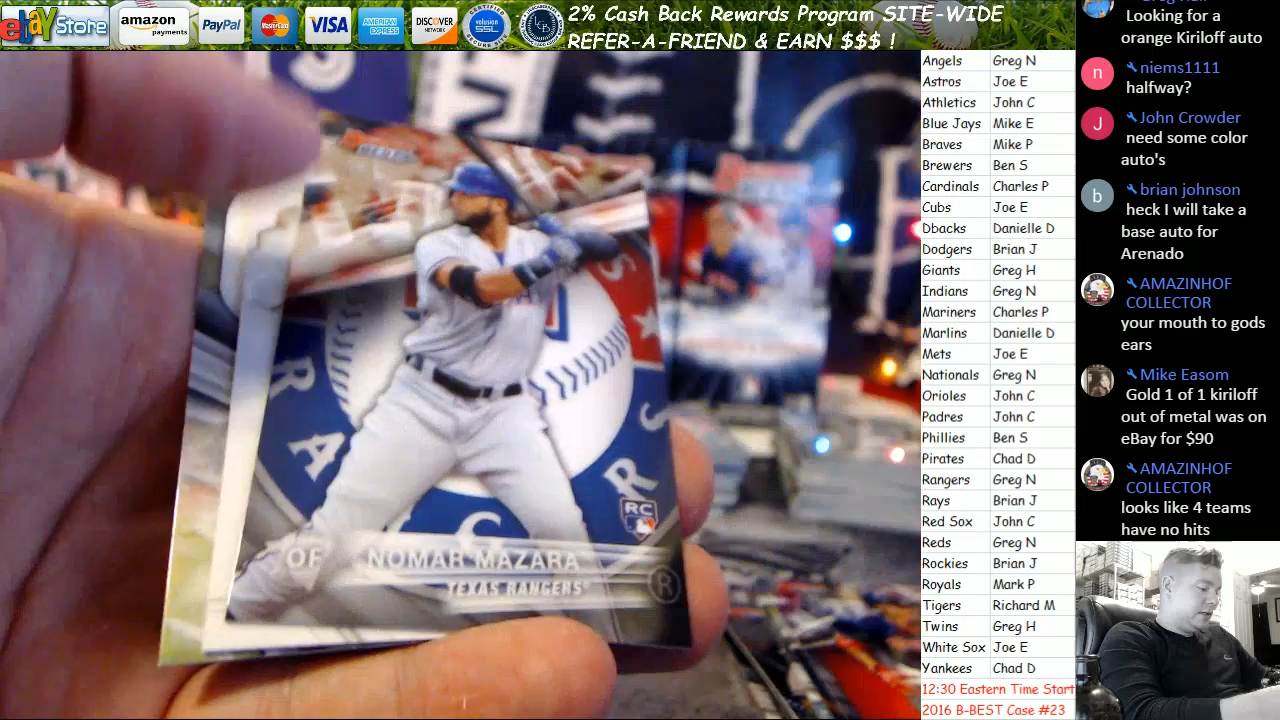 ebay Store
amazon payments
PayPal
MasterCard
VISA
AMERICAN EXPRESS
DISCOVER NETWORK
volusion SSL
2% Cash Back Rewards Program SITE-WIDE
REFER-A-FRIEND & EARN $$$ !
Angels Greg N
Astros Joe E
Athletics John C
Blue Jays Mike E
Braves Mike P
Brewers Ben S
Cardinals Charles P
Cubs Joe E
Dbacks Danielle D
Dodgers Brian J
Giants Greg H
Indians Greg N
Mariners Charles P
Marlins Danielle D
Mets Joe E
Nationals Greg N
Orioles John C
Padres John C
Phillies Ben S
Pirates Chad D
Rangers Greg N
Rays Brian J
Red Sox John C
Reds Greg N
Rockies Brian J
Royals Mark P
Tigers Richard M
Twins Greg H
White Sox Joe E
Yankees Chad D
12:30 Eastern Time Start
2016 B-BEST Case #23
Looking for a
orange Kiriloff auto
n niems1111
halfway?
J John Crowder
need some color
auto's
b brian johnson
heck I will take a
base auto for
Arenado
AMAZINHOF
COLLECTOR
your mouth to gods
ears
Mike Easom
Gold 1 of 1 kiriloff
out of metal was on
eBay for $90
AMAZINHOF
COLLECTOR
looks like 4 teams
have no hits
RC
OF NOMAR MAZARA
TEXAS RANGERS